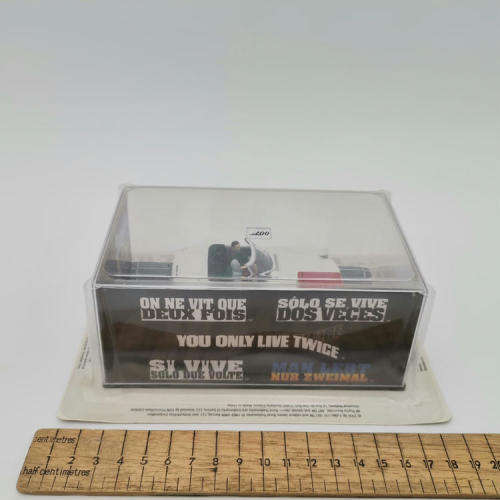 007
ON NE VIT QUE
DEUX FOIS
SÓLO SE VIVE
DOS VECES
YOU ONLY LIVE TWICE
SI VIVE
SOLO DUE VOLTE
MAN LEBT
NUR ZWEIMAL
centimetres
half centimetres
1 2 3 4 5 6 7 8 9 10 11 12 13 14 15 16 17 18 19 20